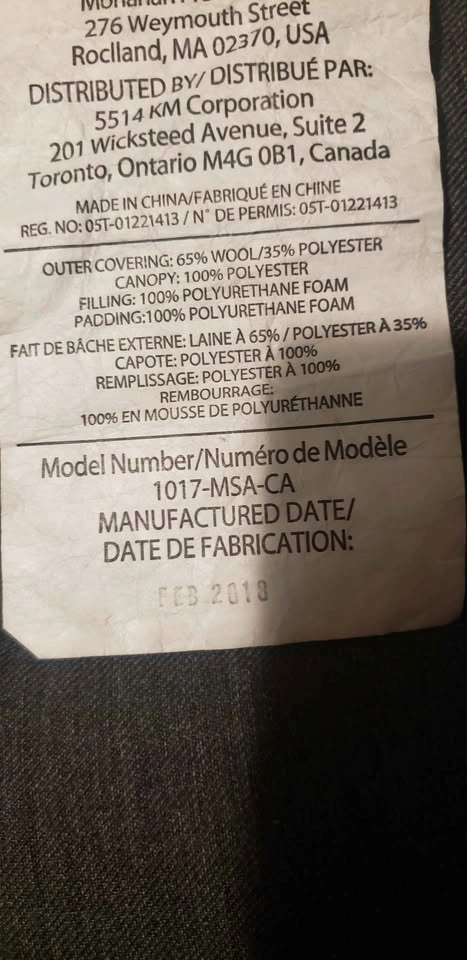 276 Weymouth Street
Roclland, MA 02370, USA
DISTRIBUTED BY/ DISTRIBUÉ PAR:
5514 KM Corporation
201 Wicksteed Avenue, Suite 2
Toronto, Ontario M4G 0B1, Canada
MADE IN CHINA/FABRIQUÉ EN CHINE
REG. NO: 05T-01221413 / N° DE PERMIS: 05T-01221413
OUTER COVERING: 65% WOOL/35% POLYESTER
CANOPY: 100% POLYESTER
FILLING: 100% POLYURETHANE FOAM
PADDING:100% POLYURETHANE FOAM
FAIT DE BÂCHE EXTERNE: LAINE À 65% / POLYESTER À 35%
CAPOTE: POLYESTER À 100%
REMPLISSAGE: POLYESTER À 100%
REMBOURRAGE:
100% EN MOUSSE DE POLYURÉTHANNE
Model Number/Numéro de Modèle
1017-MSA-CA
MANUFACTURED DATE/
DATE DE FABRICATION:
FEB 2018